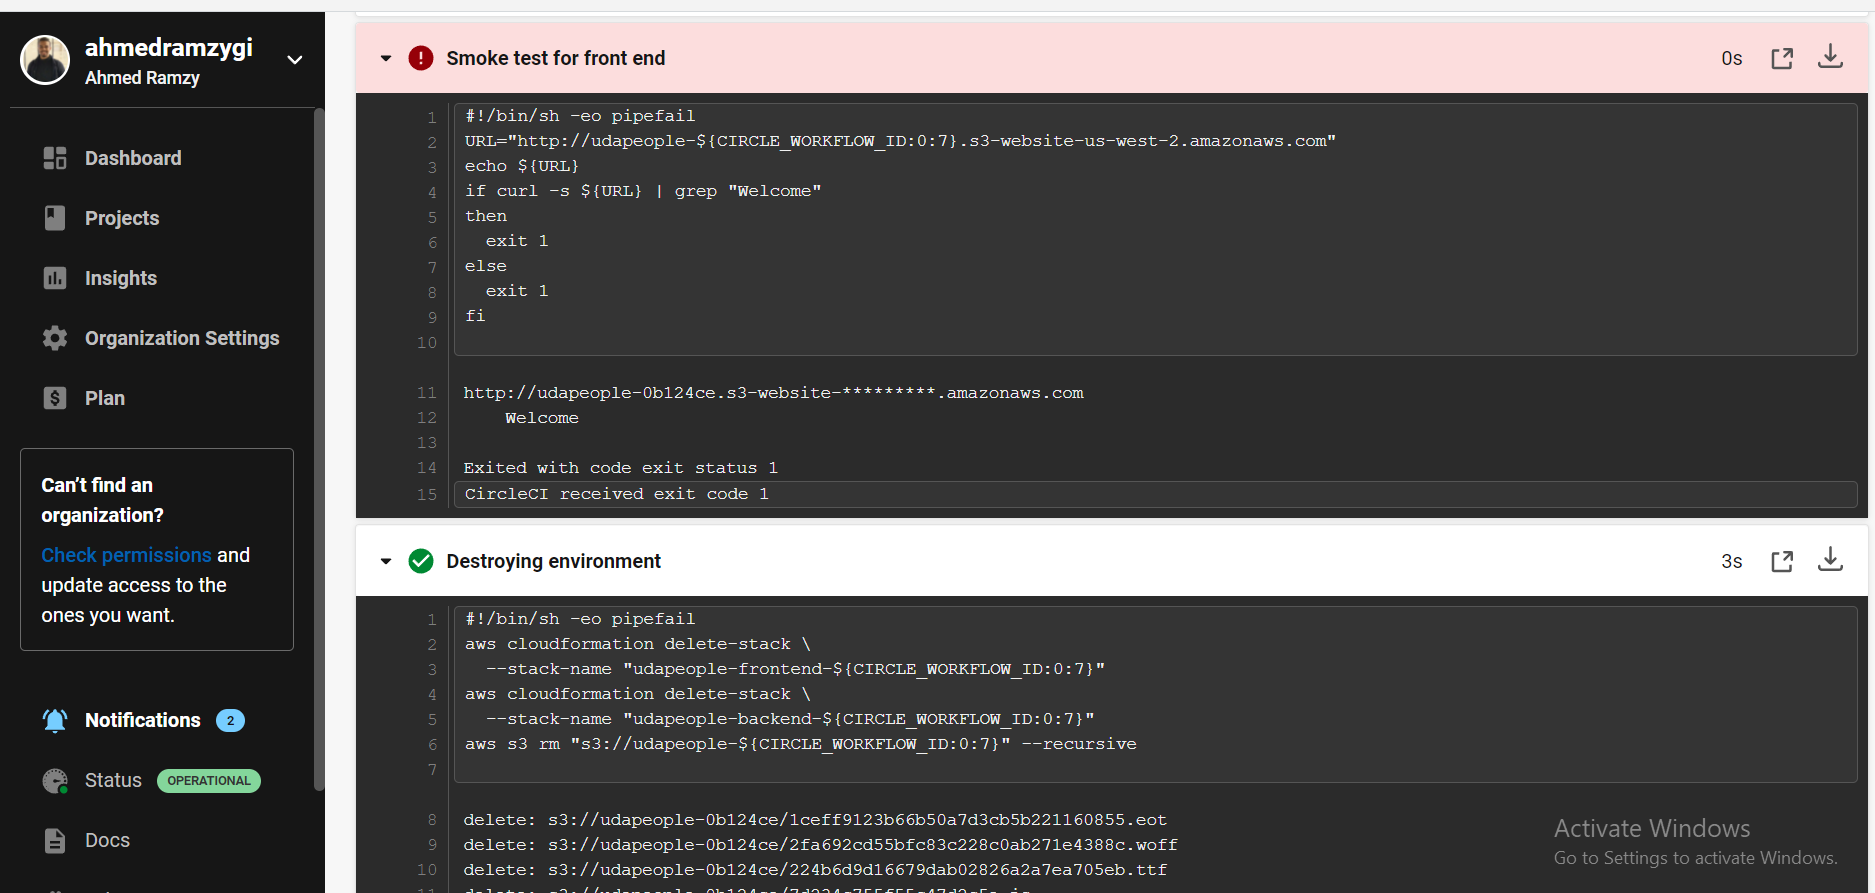 ahmedramzygi
Ahmed Ramzy
Dashboard
Projects
Insights
Organization Settings
Plan
Can't find an
organization?
Check permissions and
update access to the
ones you want.
Notifications 2
Status OPERATIONAL
Docs
Smoke test for front end 0s
1 #!/bin/sh -eo pipefail
2 URL="http://udapeople-${CIRCLE_WORKFLOW_ID:0:7}.s3-website-us-west-2.amazonaws.com"
3 echo ${URL}
4 if curl -s ${URL} | grep "Welcome"
5 then
6 exit 1
7 else
8 exit 1
9 fi
10
11 http://udapeople-0b124ce.s3-website-*********.amazonaws.com
12 Welcome
13
14 Exited with code exit status 1
15 CircleCI received exit code 1
Destroying environment 3s
1 #!/bin/sh -eo pipefail
2 aws cloudformation delete-stack \
3 --stack-name "udapeople-frontend-${CIRCLE_WORKFLOW_ID:0:7}"
4 aws cloudformation delete-stack \
5 --stack-name "udapeople-backend-${CIRCLE_WORKFLOW_ID:0:7}"
6 aws s3 rm "s3://udapeople-${CIRCLE_WORKFLOW_ID:0:7}" --recursive
7
8 delete: s3://udapeople-0b124ce/1ceff9123b66b50a7d3cb5b221160855.eot
9 delete: s3://udapeople-0b124ce/2fa692cd55bfc83c228c0ab271e4388c.woff
10 delete: s3://udapeople-0b124ce/224b6d9d16679dab02826a2a7ea705eb.ttf
Activate Windows
Go to Settings to activate Windows.